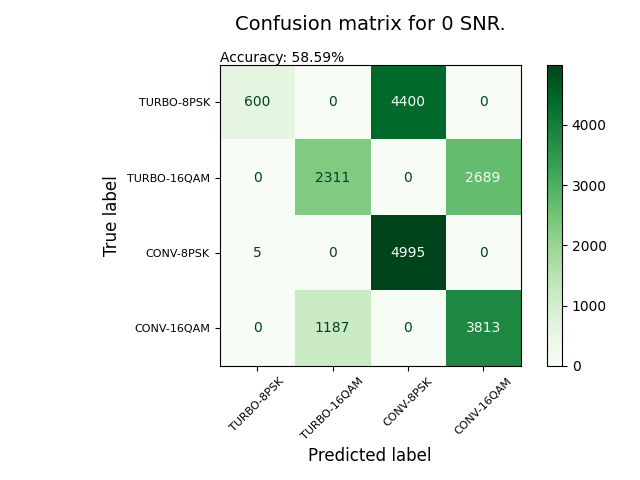 Confusion matrix for 0 SNR.
Accuracy: 58.59%
TURBO-8PSK 600 0 4400 0
TURBO-16QAM 0 2311 0 2689
CONV-8PSK 5 0 4995 0
CONV-16QAM 0 1187 0 3813
True label
TURBO-8PSK TURBO-16QAM CONV-8PSK CONV-16QAM
Predicted label
4000
3000
2000
1000
0